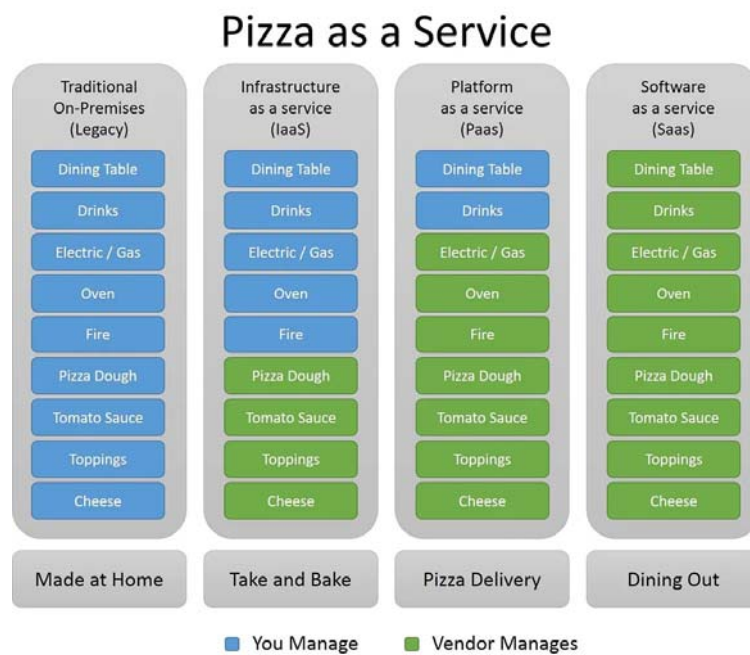 Pizza as a Service
Traditional
On-Premises
(Legacy)
Dining Table
Drinks
Electric / Gas
Oven
Fire
Pizza Dough
Tomato Sauce
Toppings
Cheese
Made at Home
Infrastructure
as a service
(IaaS)
Dining Table
Drinks
Electric / Gas
Oven
Fire
Pizza Dough
Tomato Sauce
Toppings
Cheese
Take and Bake
Platform
as a service
(Paas)
Dining Table
Drinks
Electric / Gas
Oven
Fire
Pizza Dough
Tomato Sauce
Toppings
Cheese
Pizza Delivery
Software
as a service
(Saas)
Dining Table
Drinks
Electric / Gas
Oven
Fire
Pizza Dough
Tomato Sauce
Toppings
Cheese
Dining Out
You Manage
Vendor Manages